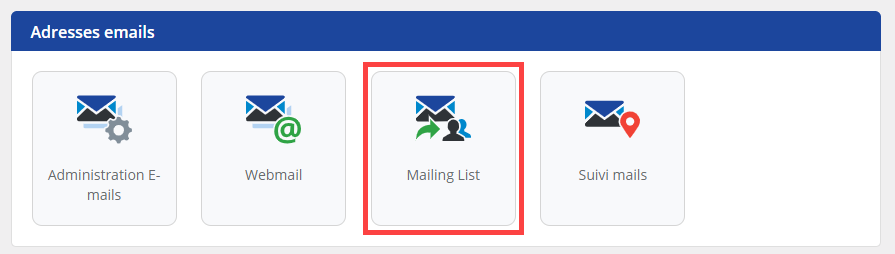 Adresses emails
Administration E-
mails
Webmail
Mailing List
Suivi mails